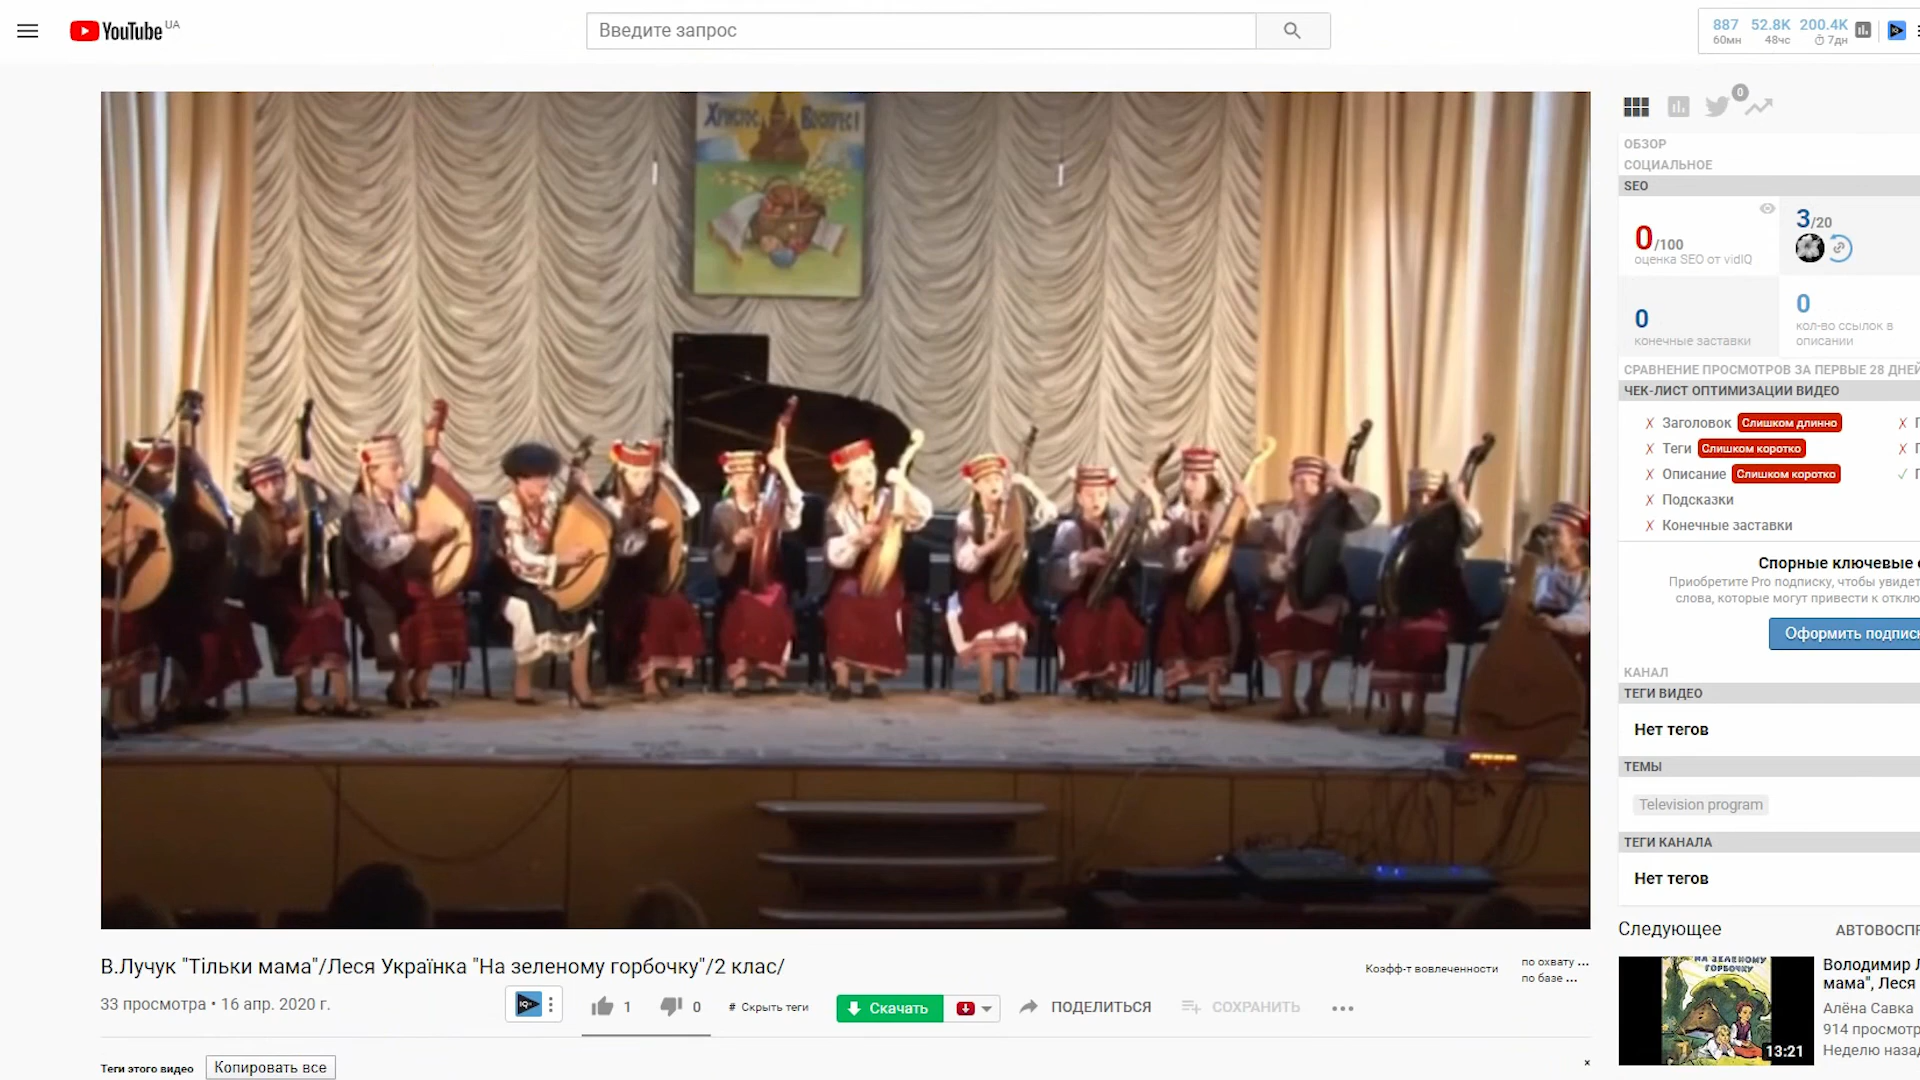 YouTube UA
Введите запрос
887 52.8K 200.4K
60мн 48чс 7дн
Христос Воскрес!
0
ОБЗОР
СОЦИАЛЬНОЕ
SEO
0/100
оценка SEO от vidIQ
3/20
0
конечные заставки
0
кол-во ссылок в
описании
СРАВНЕНИЕ ПРОСМОТРОВ ЗА ПЕРВЫЕ 28 ДНЕЙ
ЧЕК-ЛИСТ ОПТИМИЗАЦИИ ВИДЕО
Заголовок Слишком длинно
Теги Слишком коротко
Описание Слишком коротко
Подсказки
Конечные заставки
Спорные ключевые
Приобретите Pro подписку, чтобы увидет
слова, которые могут привести к отклю
Оформить подписк
КАНАЛ
ТЕГИ ВИДЕО
Нет тегов
ТЕМЫ
Television program
ТЕГИ КАНАЛА
Нет тегов
Следующее АВТОВОСПР
В.Лучук "Тільки мама"/Леся Українка "На зеленому горбочку"/2 клас/
33 просмотра • 16 апр. 2020 г.
1 0 # Скрыть теги Скачать ПОДЕЛИТЬСЯ СОХРАНИТЬ
Коэфф-т вовлеченности
по охвату ...
по базе ...
Теги этого видео Копировать все
НА ЗЕЛЕНОМУ
ГОРБОЧКУ
13:21
Володимир Л
мама", Леся
Алёна Савка
914 просмотр
Неделю назад